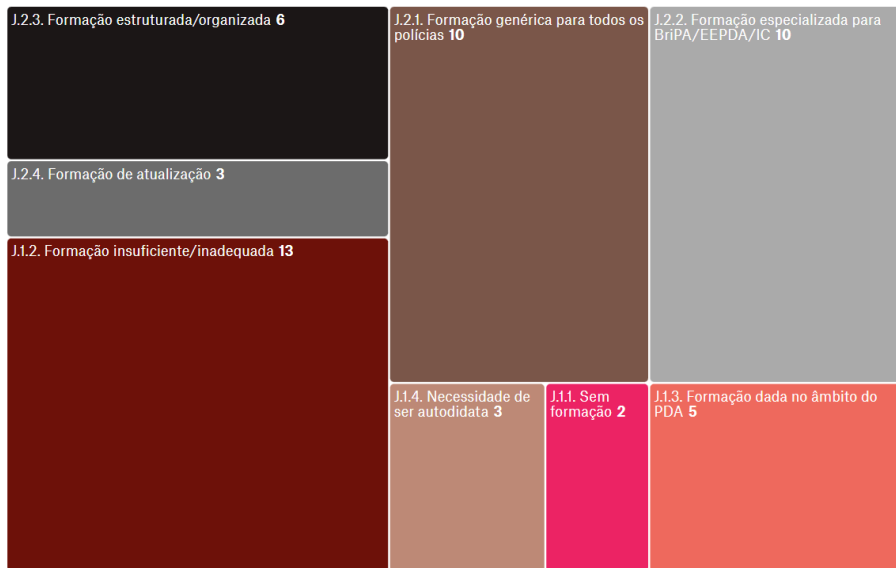 J.2.3. Formação estruturada/organizada 6
J.2.1. Formação genérica para todos os
polícias 10
J.2.2. Formação especializada para
BriPA/EEPDA/IC 10
J.2.4. Formação de atualização 3
J.1.2. Formação insuficiente/inadequada 13
J.1.4. Necessidade de
ser autodidata 3
J.1.1. Sem
formação 2
J.1.3. Formação dada no âmbito do
PDA 5